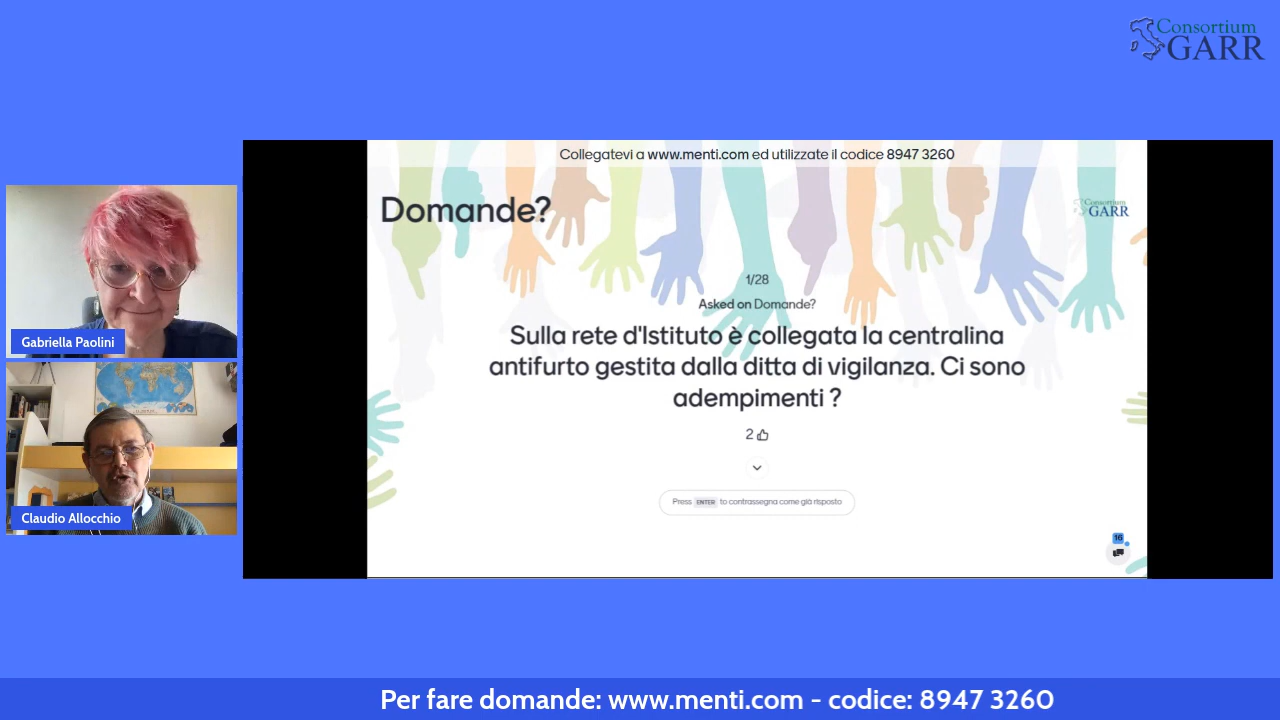 Consortium
GARR
Collegatevi a www.menti.com ed utilizzate il codice 8947 3260
Domande?
Consortium
GARR
1/28
Asked on Domande?
Sulla rete d'Istituto è collegata la centralina
antifurto gestita dalla ditta di vigilanza. Ci sono
adempimenti ?
2
Press ENTER to contrassegna come già risposto
16
Gabriella Paolini
Claudio Allocchio
Per fare domande: www.menti.com - codice: 8947 3260